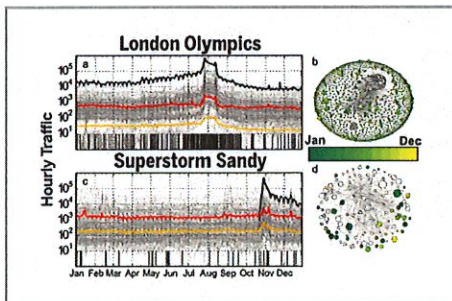 London Olympics
a
b
10⁵
10⁴
10³
10²
10¹
Hourly Traffic
Jan Dec
Superstorm Sandy
c
d
10⁵
10⁴
10³
10²
10¹
Jan Feb Mar Apr May Jun Jul Aug Sep Oct Nov Dec